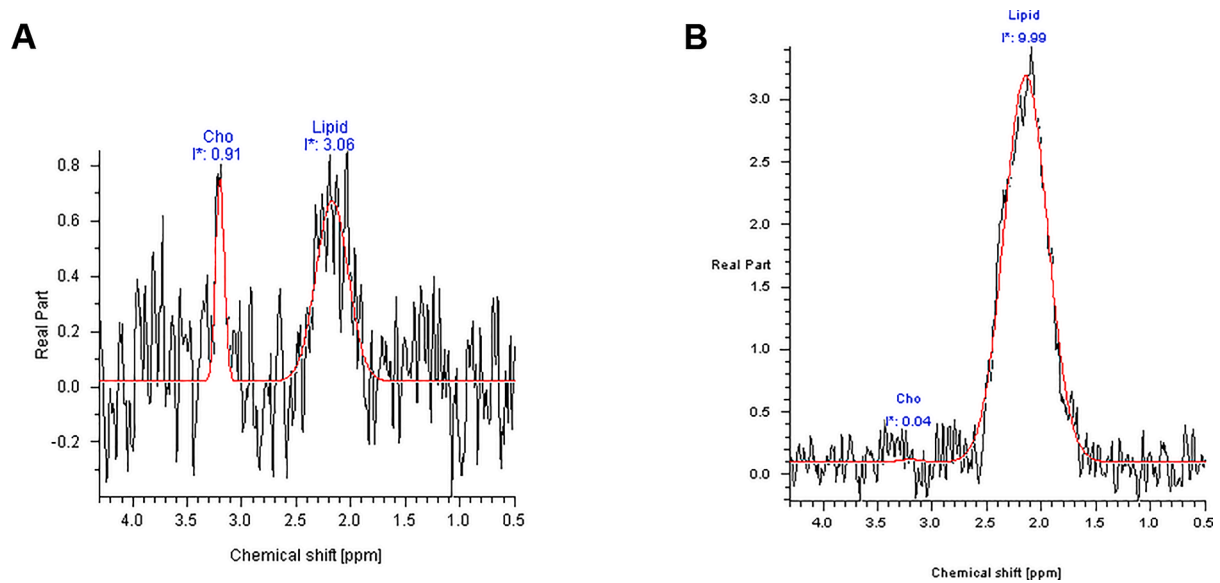 A
Cho
I*: 0.91
Lipid
I*: 3.06
0.8
0.6
0.4
0.2
0.0
-0.2
Real Part
4.0 3.5 3.0 2.5 2.0 1.5 1.0 0.5
Chemical shift [ppm]
B
Lipid
I*: 9.99
Cho
I*: 0.04
3.0
2.5
2.0
1.5
1.0
0.5
0.0
Real Part
4.0 3.5 3.0 2.5 2.0 1.5 1.0 0.5
Chemical shift [ppm]